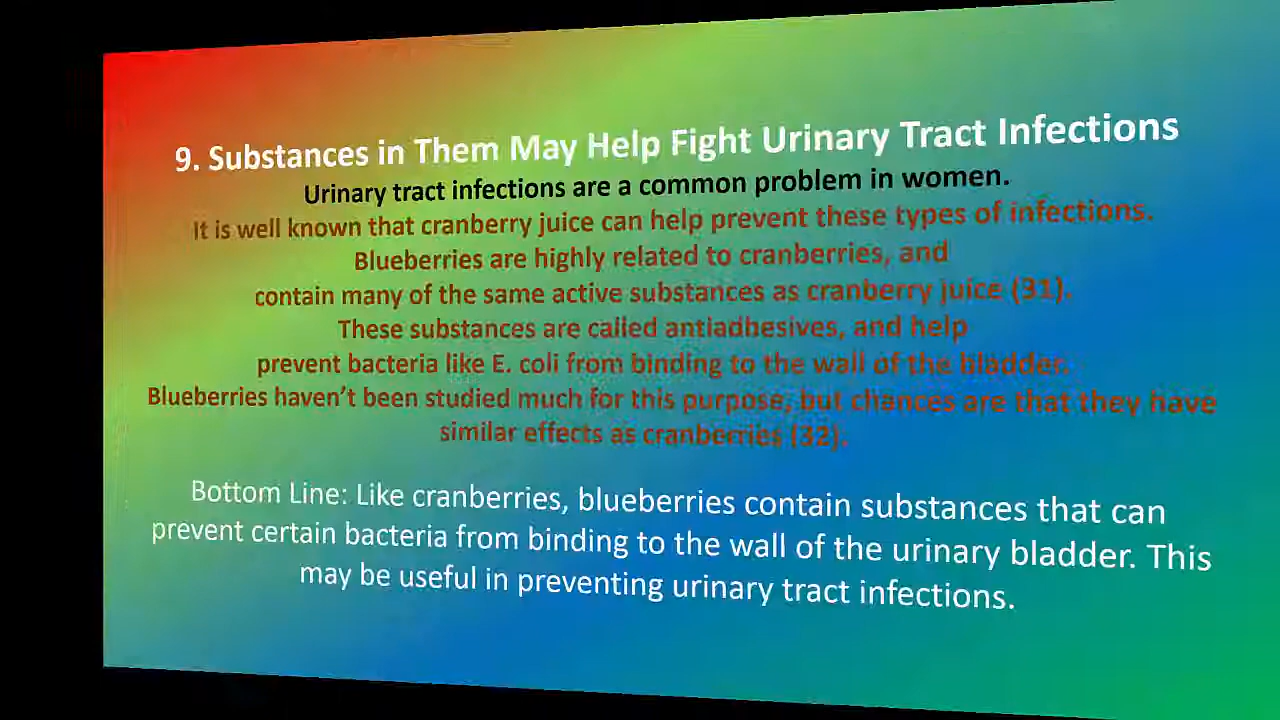 9. Substances in Them May Help Fight Urinary Tract Infections
Urinary tract infections are a common problem in women.
It is well known that cranberry juice can help prevent these types of infections.
Blueberries are highly related to cranberries, and
contain many of the same active substances as cranberry juice (31).
These substances are called antiadhesives, and help
prevent bacteria like E. coli from binding to the wall of the bladder.
Blueberries haven’t been studied much for this purpose, but chances are that they have
similar effects as cranberries (32).
Bottom Line: Like cranberries, blueberries contain substances that can
prevent certain bacteria from binding to the wall of the urinary bladder. This
may be useful in preventing urinary tract infections.